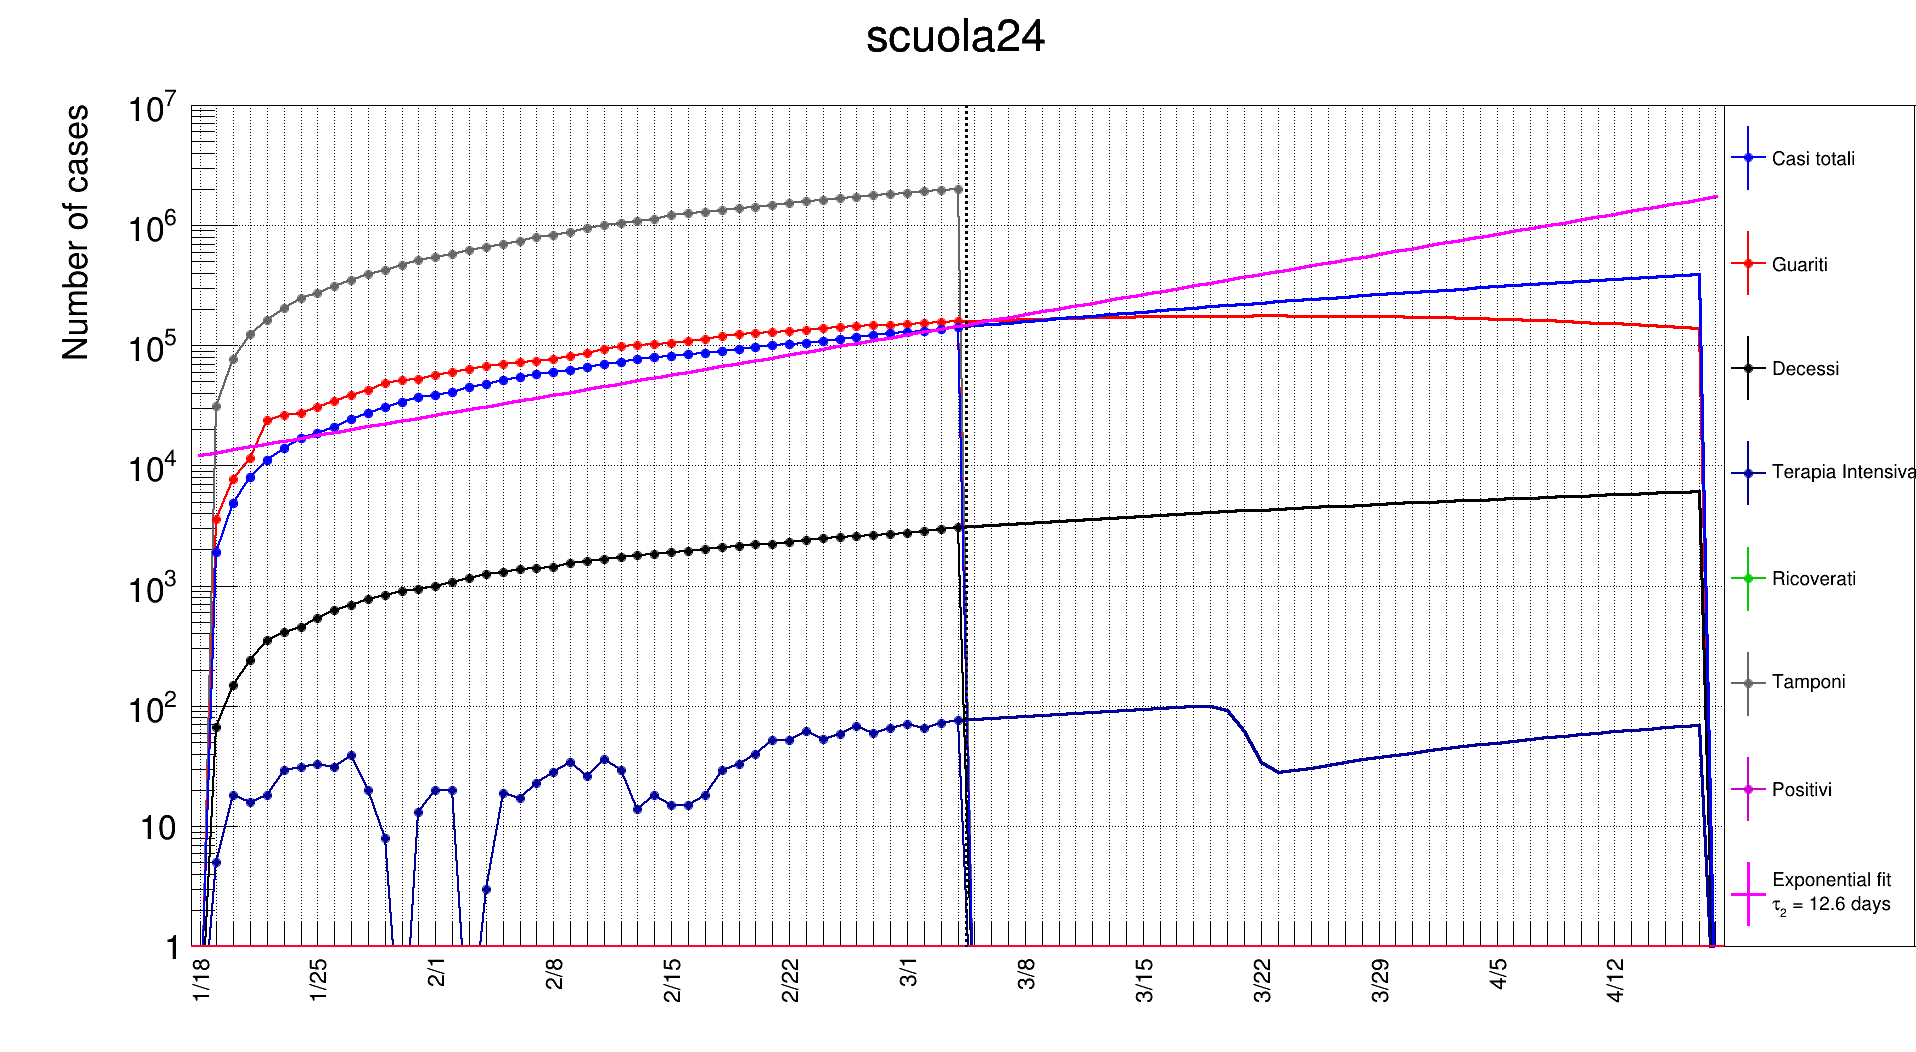 scuola24
Number of cases
10^7
10^6
10^5
10^4
10^3
10^2
10
1
1/18
1/25
2/1
2/8
2/15
2/22
3/1
3/8
3/15
3/22
3/29
4/5
4/12
Casi totali
Guariti
Decessi
Terapia Intensiva
Ricoverati
Tamponi
Positivi
Exponential fit
τ₂ = 12.6 days